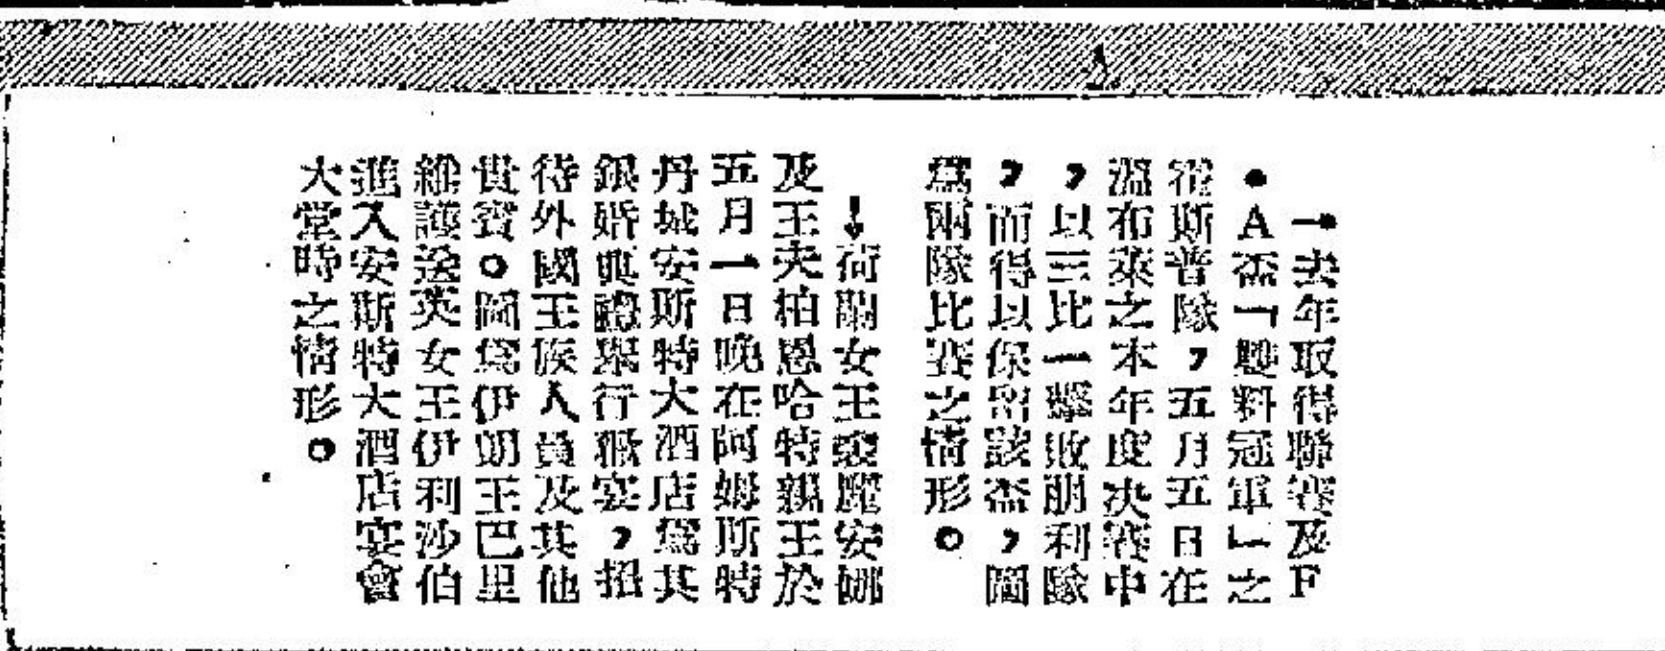 →去年取得聯賽及F
●A盃「雙料冠軍」之
霍斯普隊，五月五日在
溫布萊之本年度決賽中
，以三比一擊敗朋利隊
，而得以保留該盃，圖
為兩隊比賽之情形。
↓荷蘭女王裘麗安娜
及王夫柏恩哈特親王於
五月一日晚在阿姆斯特
丹城安斯特大酒店為其
銀婚典禮舉行歡宴，招
待外國王族人員及其他
貴賓。圖為伊朗王巴里
維護送英女王伊利沙伯
進入安斯特大酒店宴會
大堂時之情形。